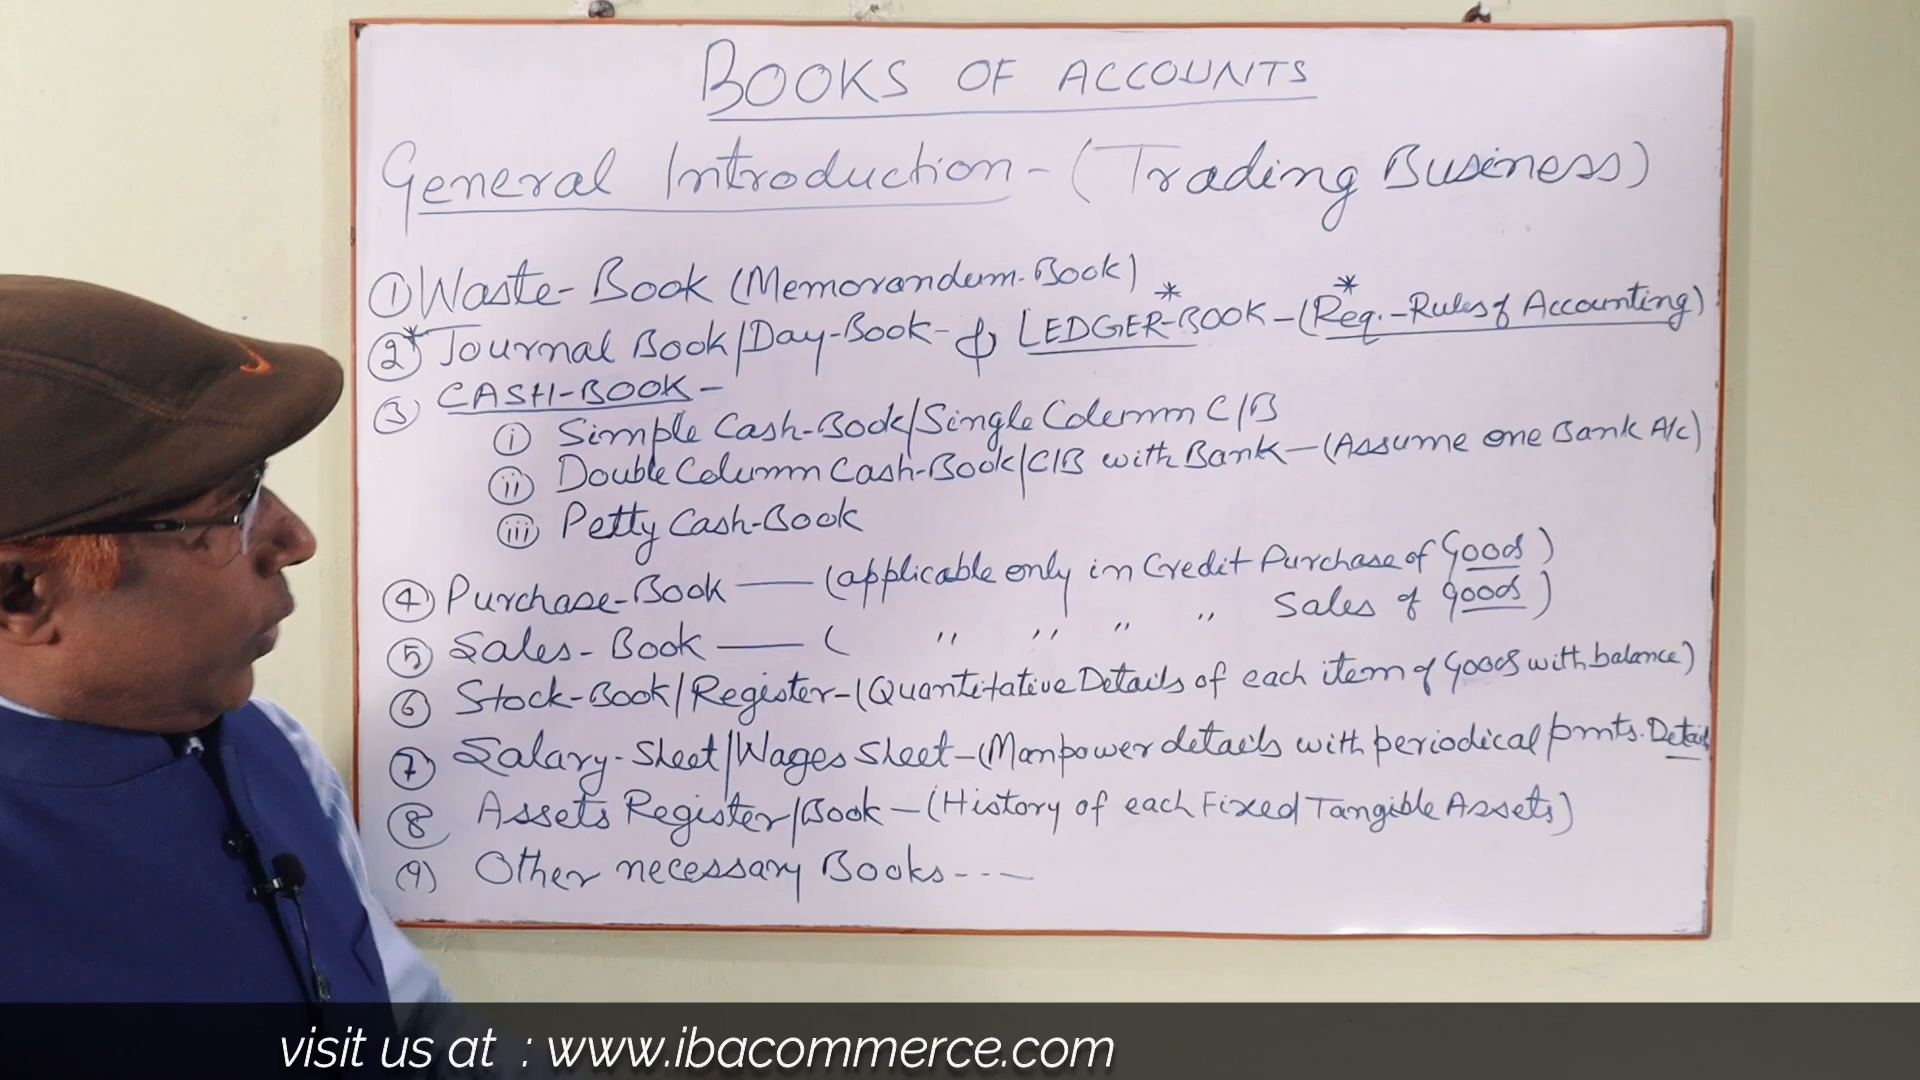 BOOKS OF ACCOUNTS
General Introduction - (Trading Business)
① Waste-Book (Memorandum-Book)
②* Journal Book/Day-Book - & LEDGER*-BOOK - (Req.* - Rules of Accounting)
③ CASH-BOOK -
(i) Simple Cash-Book/Single Column C/B
(ii) Double Column Cash-Book/C/B with Bank - (Assume one Bank A/c)
(iii) Petty Cash-Book
④ Purchase-Book — (applicable only in Credit Purchase of Goods)
⑤ Sales-Book — ( " " " " Sales of goods)
⑥ Stock-Book/Register - (Quantitative Details of each item of Goods with balance)
⑦ Salary-Sheet/Wages Sheet - (Manpower details with periodical pmts. Details
⑧ Assets Register/Book - (History of each Fixed Tangible Assets)
(9) Other necessary Books ----
visit us at : www.ibacommerce.com